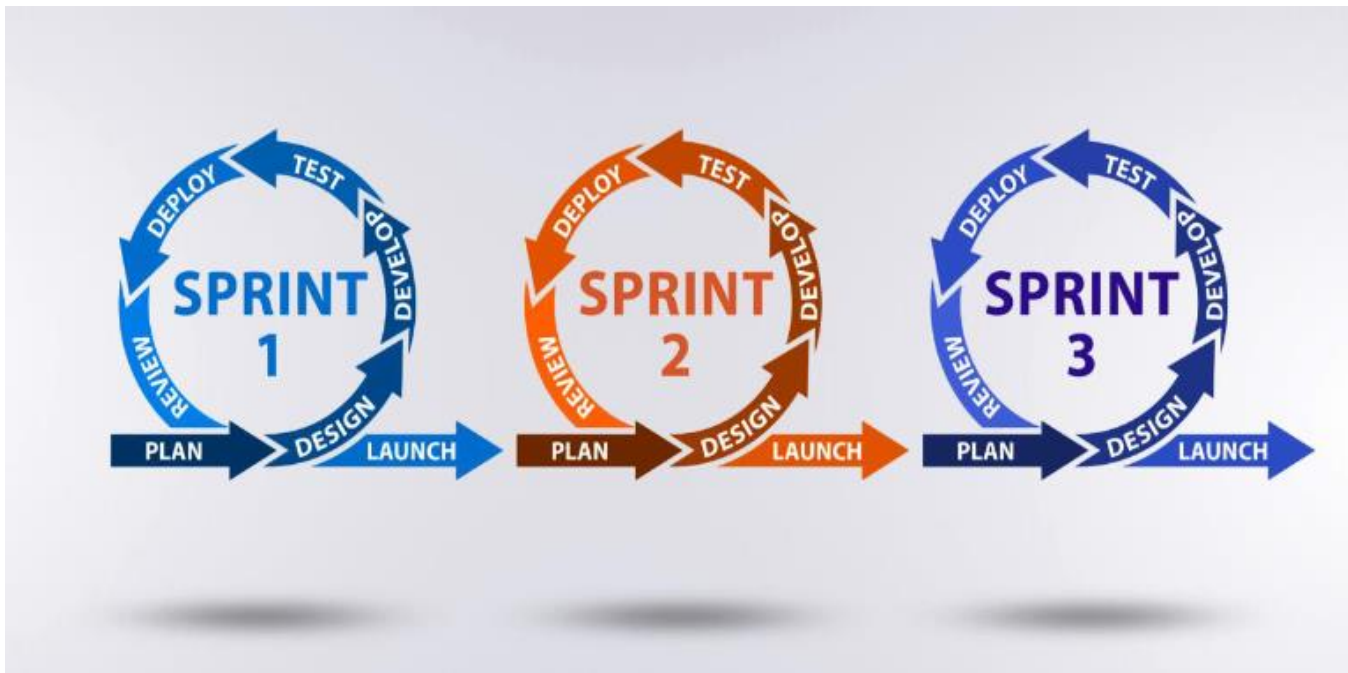 SPRINT
1
PLAN
DESIGN
DEVELOP
TEST
DEPLOY
REVIEW
LAUNCH
SPRINT
2
PLAN
DESIGN
DEVELOP
TEST
DEPLOY
REVIEW
LAUNCH
SPRINT
3
PLAN
DESIGN
DEVELOP
TEST
DEPLOY
REVIEW
LAUNCH